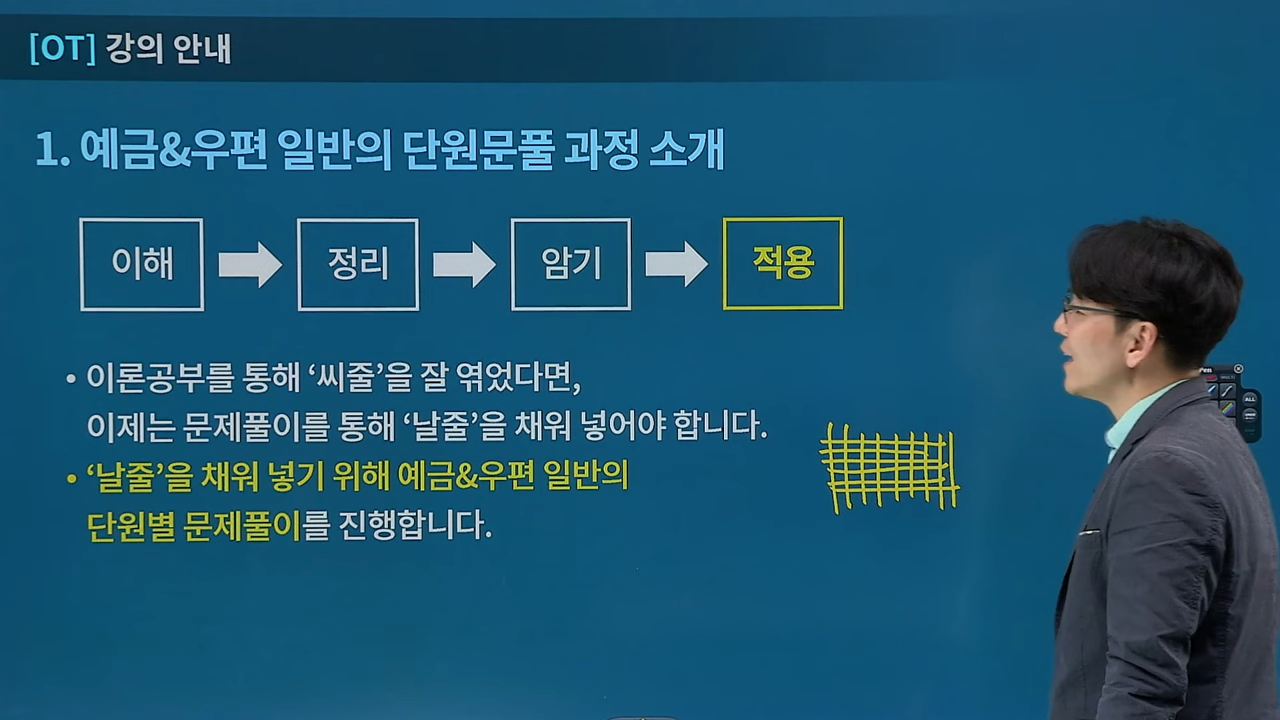 [OT] 강의 안내
1. 예금&우편 일반의 단원문풀 과정 소개
이해 정리 암기 적용
• 이론공부를 통해 ‘씨줄’을 잘 엮었다면,
이제는 문제풀이를 통해 ‘날줄’을 채워 넣어야 합니다.
• ‘날줄’을 채워 넣기 위해 예금&우편 일반의
단원별 문제풀이를 진행합니다.
ALL